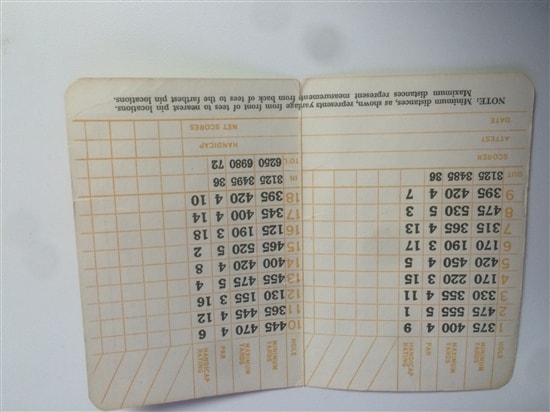 HOLE MINIMUM YARDS MAXIMUM YARDS PAR HANDICAP RATING
1 375 400 4 9
2 475 555 5 1
3 330 355 4 11
4 170 220 3 15
5 420 450 4 5
6 170 190 3 17
7 315 365 4 13
8 475 530 5 3
9 395 420 4 7
OUT 3125 3485 36
SCORER
ATTEST
DATE
HOLE MINIMUM YARDS MAXIMUM YARDS PAR HANDICAP RATING
10 445 470 4 6
11 365 445 4 12
12 130 155 3 16
13 455 475 5 4
14 400 420 4 8
15 465 520 5 2
16 125 190 3 18
17 345 400 4 14
18 395 420 4 10
IN 3125 3495 36
TO'L 6250 6980 72
HANDICAP
NET SCORES
NOTE: Minimum distances, as shown, represents yardage from front of tees to nearest pin locations.
Maximum distances represent measurements from back of tees to the farthest pin locations.